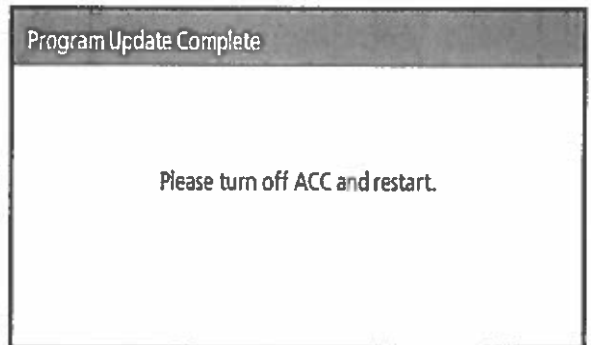 Program Update Complete
Please turn off ACC and restart.